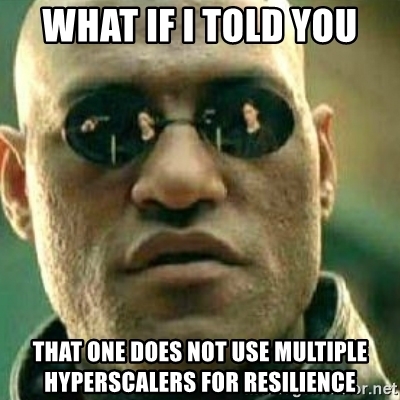 WHAT IF I TOLD YOU
THAT ONE DOES NOT USE MULTIPLE
HYPERSCALERS FOR RESILIENCE